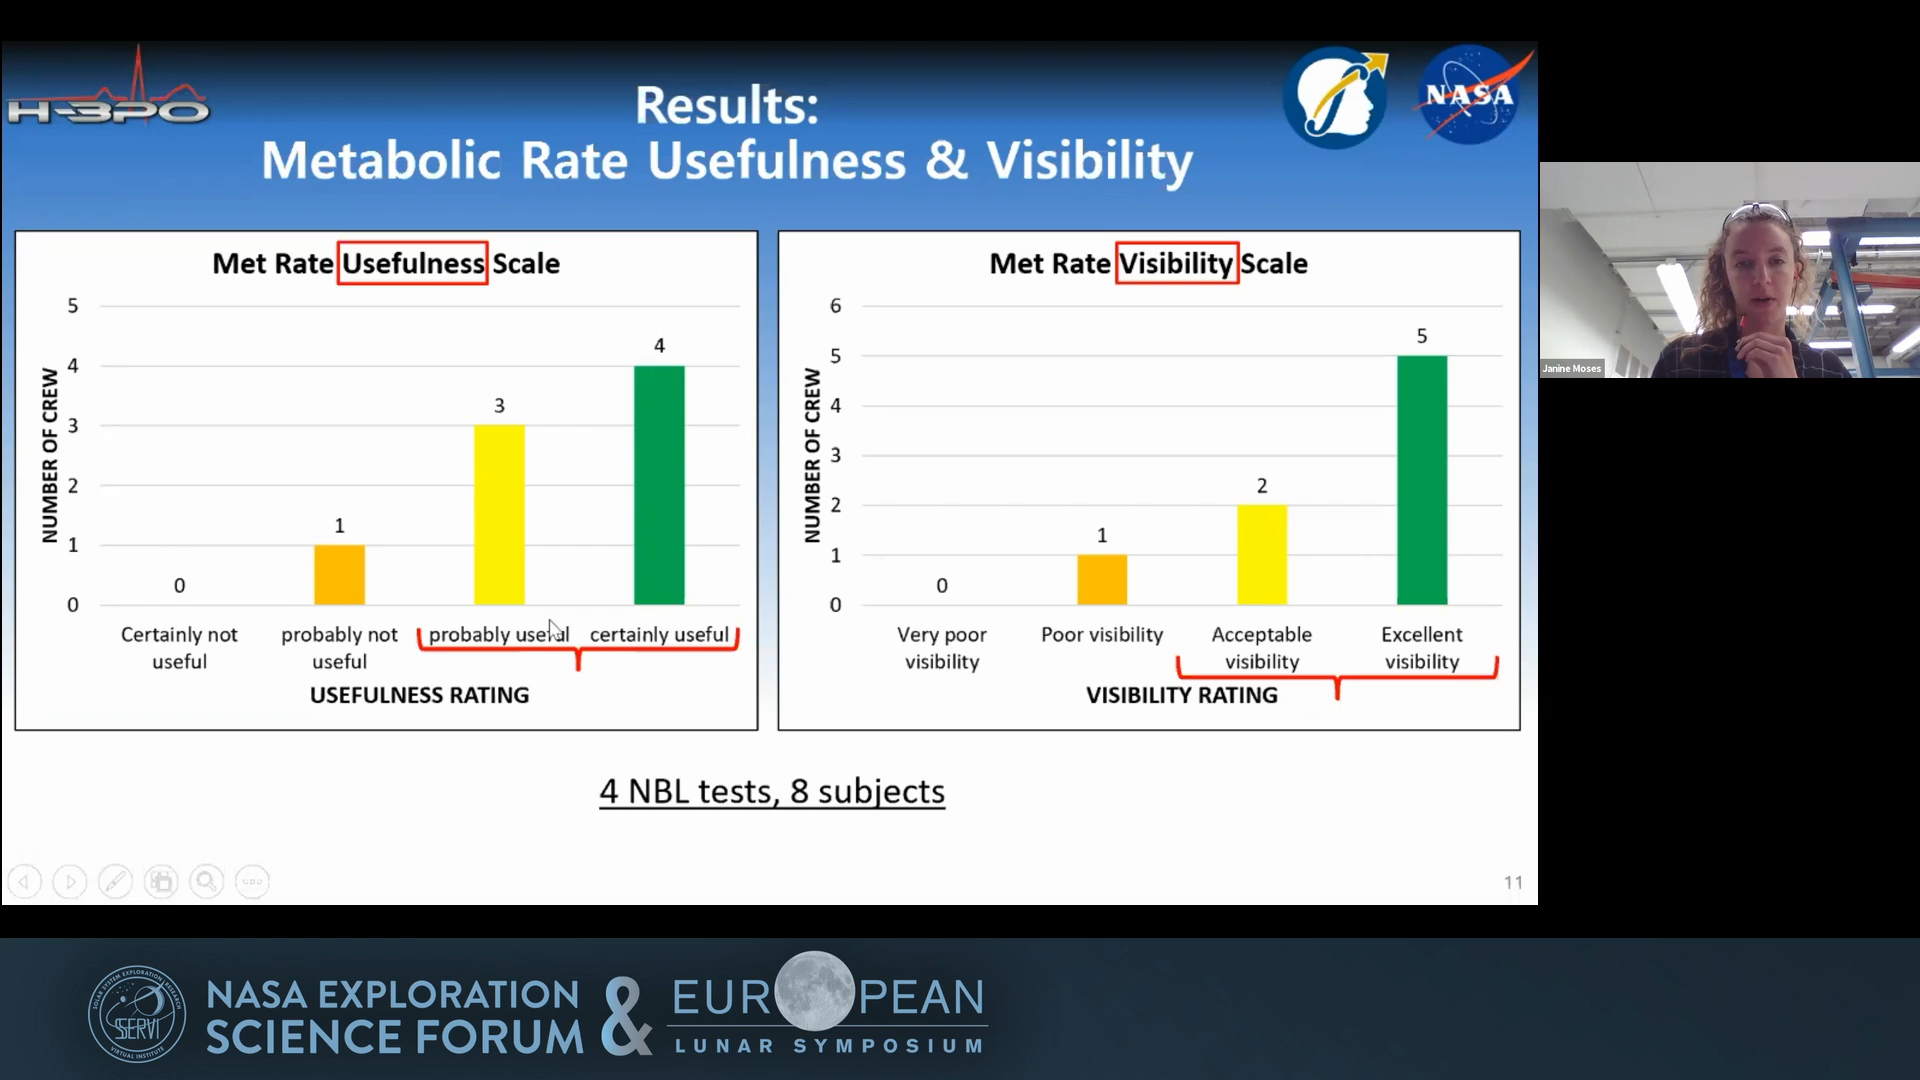 H-3PO
Results:
Metabolic Rate Usefulness & Visibility
NASA
Met Rate Usefulness Scale
5
4
3
2
1
0
NUMBER OF CREW
0
1
3
4
Certainly not
useful
probably not
useful
probably useful
certainly useful
USEFULNESS RATING
Met Rate Visibility Scale
6
5
4
3
2
1
0
NUMBER OF CREW
0
1
2
5
Very poor
visibility
Poor visibility
Acceptable
visibility
Excellent
visibility
VISIBILITY RATING
4 NBL tests, 8 subjects
11
Janine Moses
SOLAR SYSTEM EXPLORATION RESEARCH
SSERVI
VIRTUAL INSTITUTE
NASA EXPLORATION
SCIENCE FORUM
&
EUROPEAN
LUNAR SYMPOSIUM